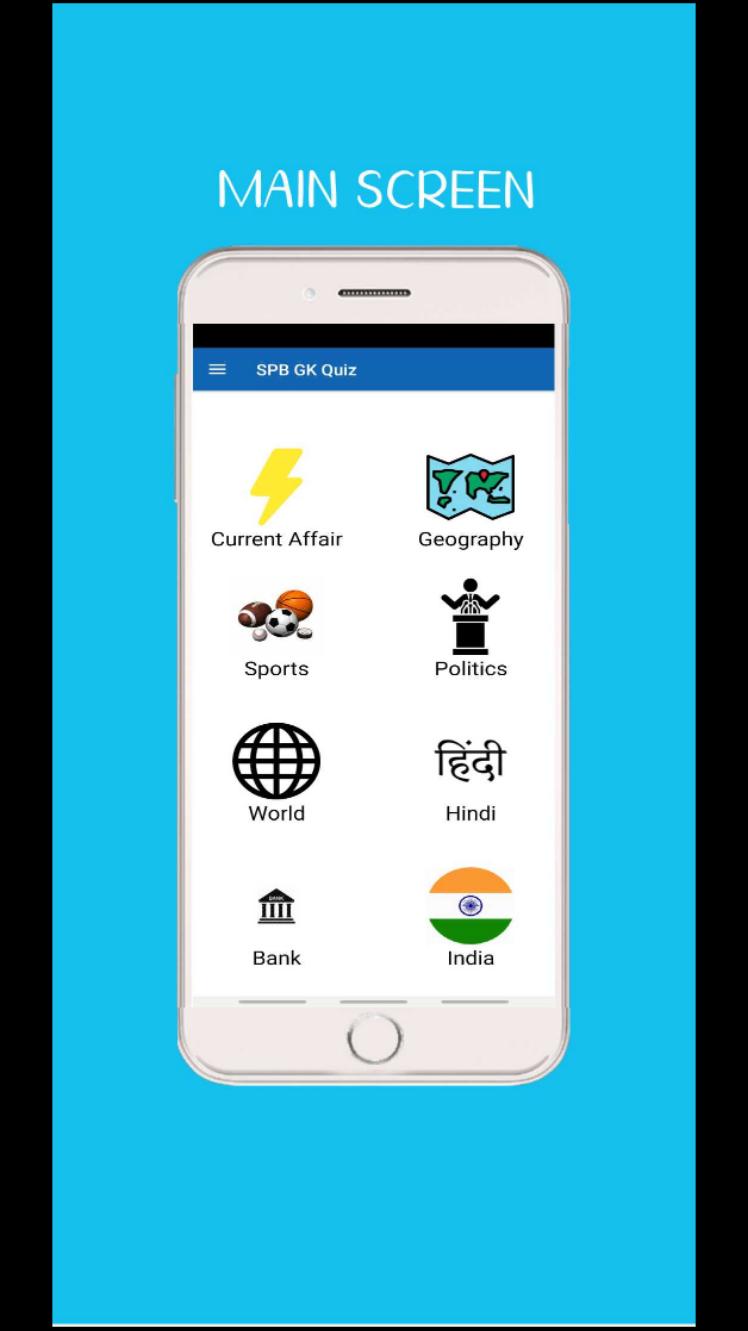 MAIN SCREEN
SPB GK Quiz
Current Affair
Geography
Sports
Politics
हिंदी
World
Hindi
BANK
Bank
India